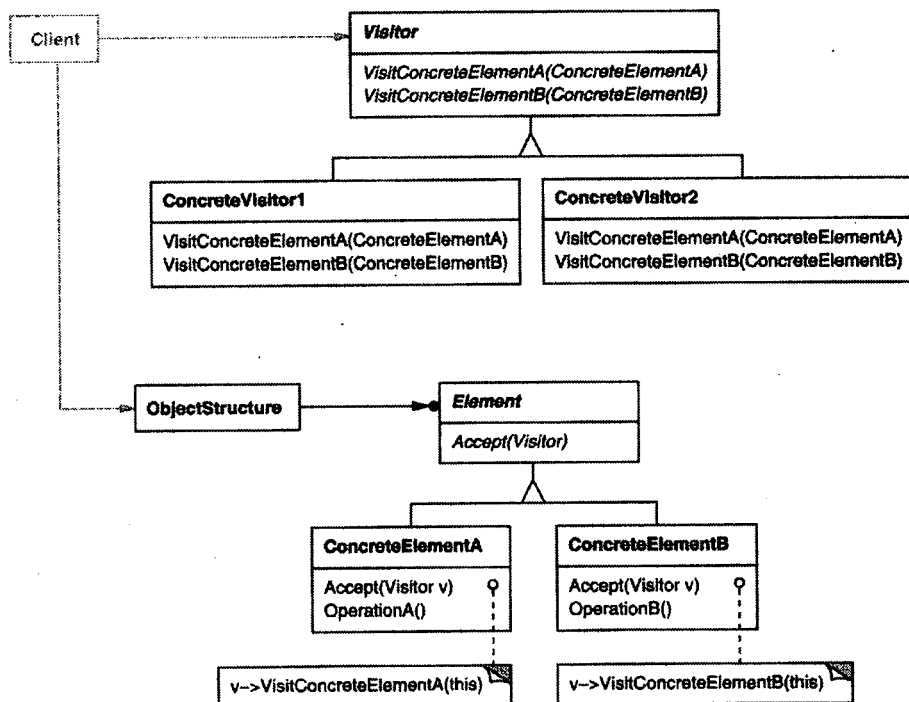 Client
Visitor
VisitConcreteElementA(ConcreteElementA)
VisitConcreteElementB(ConcreteElementB)
ConcreteVisitor1
VisitConcreteElementA(ConcreteElementA)
VisitConcreteElementB(ConcreteElementB)
ConcreteVisitor2
VisitConcreteElementA(ConcreteElementA)
VisitConcreteElementB(ConcreteElementB)
ObjectStructure
Element
Accept(Visitor)
ConcreteElementA
Accept(Visitor v)
OperationA()
ConcreteElementB
Accept(Visitor v)
OperationB()
v–>VisitConcreteElementA(this)
v–>VisitConcreteElementB(this)